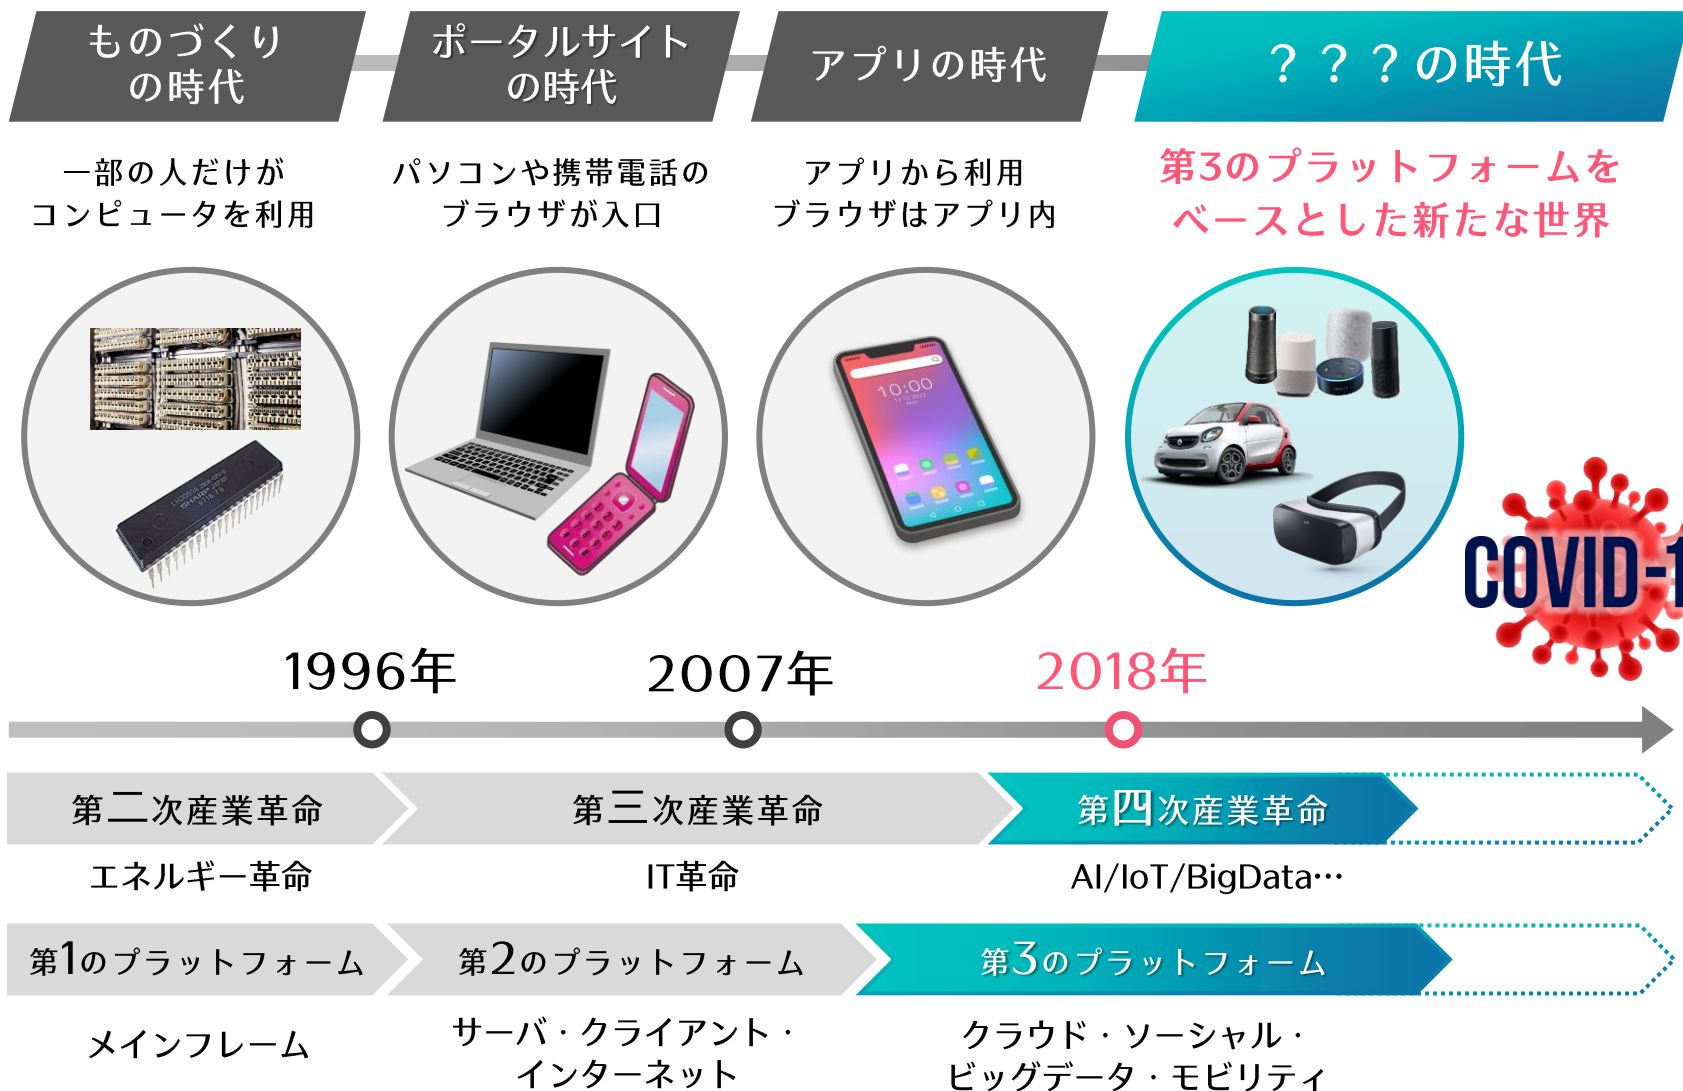 ものづくり
の時代
ポータルサイト
の時代
アプリの時代
？？？の時代
一部の人だけが
コンピュータを利用
パソコンや携帯電話の
ブラウザが入口
アプリから利用
ブラウザはアプリ内
第3のプラットフォームを
ベースとした新たな世界
SHARP
JAPAN
10:00
COVID-1
1996年
2007年
2018年
第二次産業革命
第三次産業革命
第四次産業革命
エネルギー革命
IT革命
AI/IoT/BigData…
第1のプラットフォーム
第2のプラットフォーム
第3のプラットフォーム
メインフレーム
サーバ・クライアント・
インターネット
クラウド・ソーシャル・
ビッグデータ・モビリティ